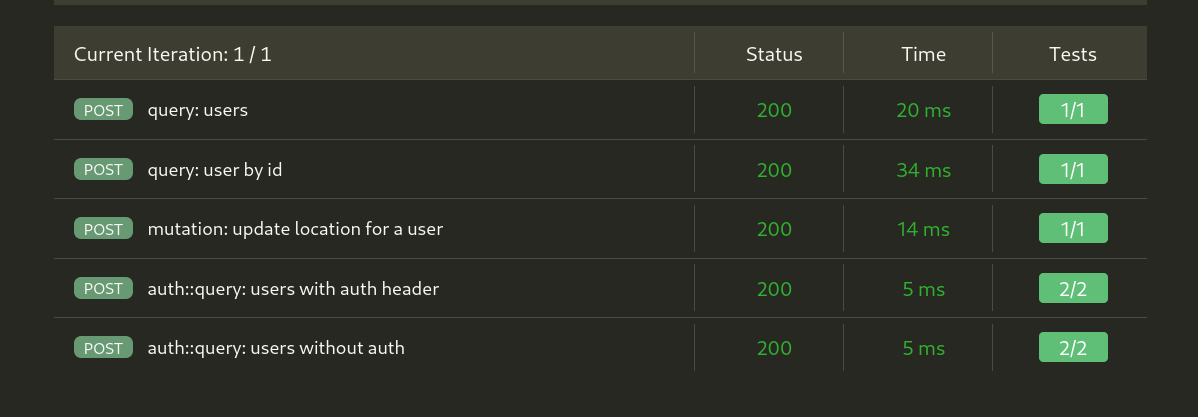 Current Iteration: 1 / 1 Status Time Tests
POST query: users 200 20 ms 1/1
POST query: user by id 200 34 ms 1/1
POST mutation: update location for a user 200 14 ms 1/1
POST auth::query: users with auth header 200 5 ms 2/2
POST auth::query: users without auth 200 5 ms 2/2